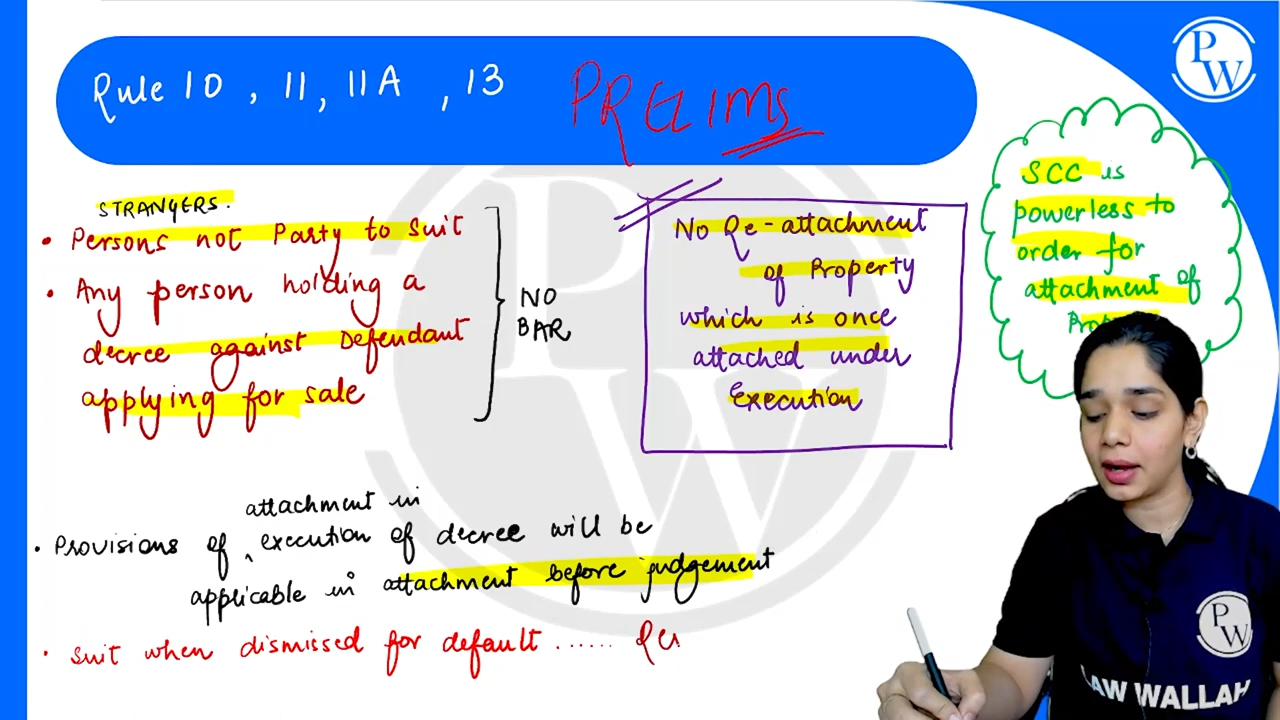 Rule 10 , 11, 11A , 13
PRELIMS
PW
STRANGERS.
• Persons not Party to Suit
• Any person holding a
decree against Defendant
applying for sale
NO
BAR
No Re-attachment
of Property
which is once
attached under
Execution
SCC is
powerless to
order for
attachment of
attachment in
• Provisions of execution of decree will be
applicable in attachment before judgement
• Suit when dismissed for default ......
PW
PW
LAW WALLAH